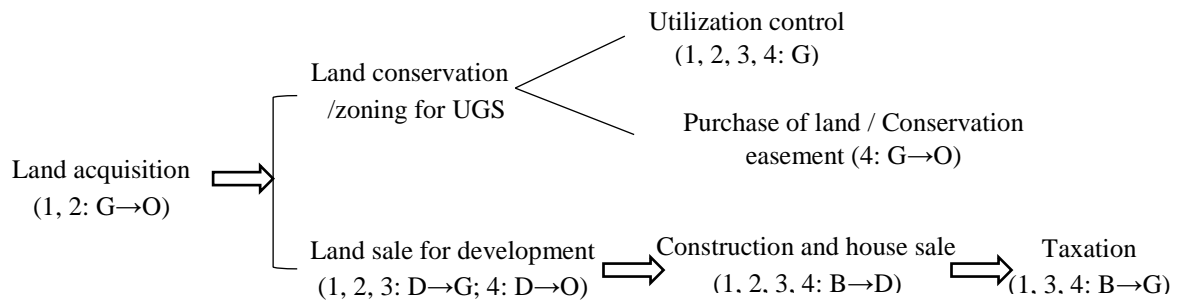 Utilization control
(1, 2, 3, 4: G)
Land conservation
/zoning for UGS
Purchase of land / Conservation
easement (4: G→O)
Land acquisition
(1, 2: G→O)
Land sale for development
(1, 2, 3: D→G; 4: D→O)
Construction and house sale
(1, 2, 3, 4: B→D)
Taxation
(1, 3, 4: B→G)